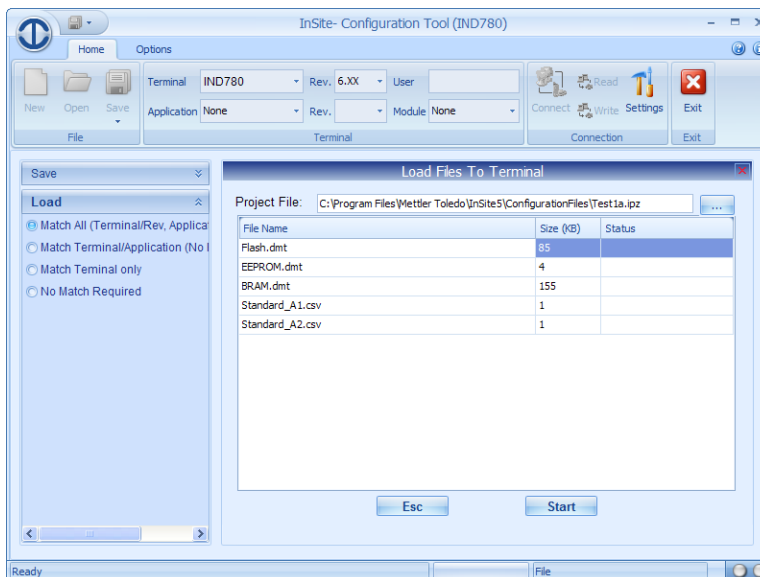 InSite- Configuration Tool (IND780)
Home Options
New Open Save
File
Terminal IND780 Rev. 6.XX User
Application None Rev. Module None
Terminal
Connect Read Write Settings
Connection
Exit
Exit
Save
Load
Match All (Terminal/Rev, Applica
Match Terminal/Application (No
Match Teminal only
No Match Required
Load Files To Terminal
Project File: C:\Program Files\Mettler Toledo\InSite5\ConfigurationFiles\Test1a.ipz ...
File Name Size (KB) Status
Flash.dmt 85
EEPROM.dmt 4
BRAM.dmt 155
Standard_A1.csv 1
Standard_A2.csv 1
Esc Start
Ready File